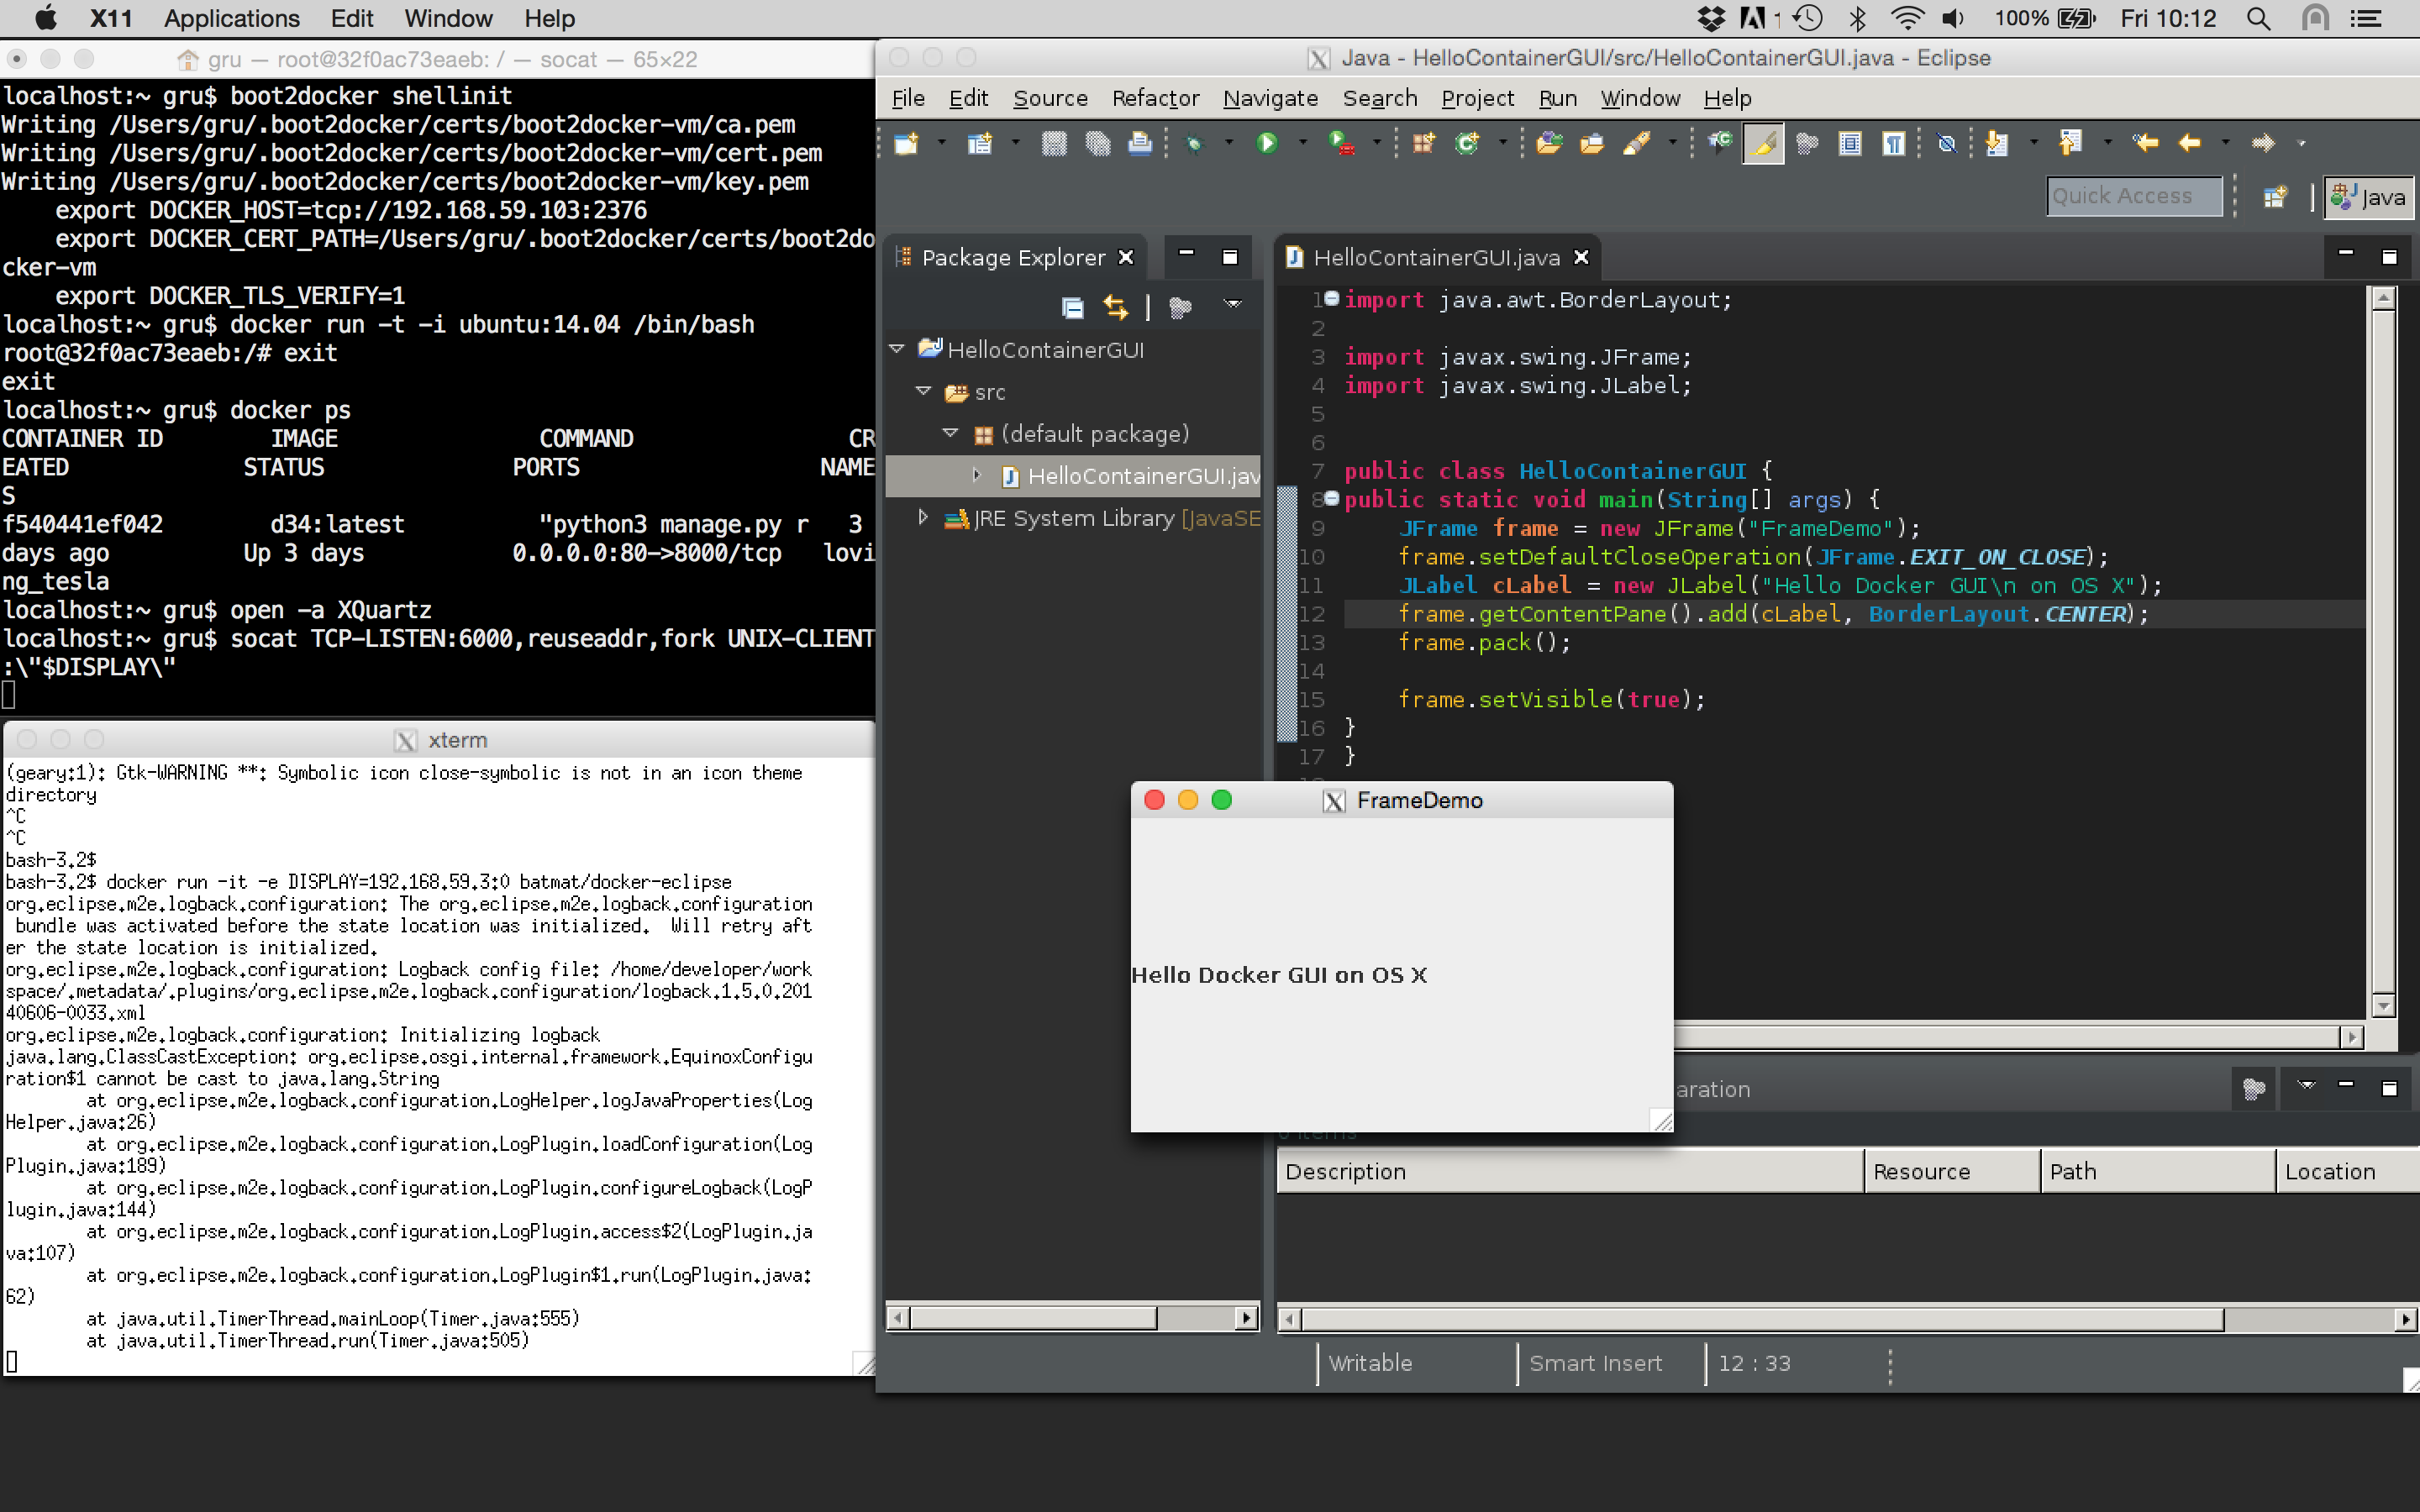 X11 Applications Edit Window Help
100% Fri 10:12
gru — root@32f0ac73eaeb: / — socat — 65×22
localhost:~ gru$ boot2docker shellinit
Writing /Users/gru/.boot2docker/certs/boot2docker-vm/ca.pem
Writing /Users/gru/.boot2docker/certs/boot2docker-vm/cert.pem
Writing /Users/gru/.boot2docker/certs/boot2docker-vm/key.pem
export DOCKER_HOST=tcp://192.168.59.103:2376
export DOCKER_CERT_PATH=/Users/gru/.boot2docker/certs/boot2do
cker-vm
export DOCKER_TLS_VERIFY=1
localhost:~ gru$ docker run -t -i ubuntu:14.04 /bin/bash
root@32f0ac73eaeb:/# exit
exit
localhost:~ gru$ docker ps
CONTAINER ID IMAGE COMMAND CR
EATED STATUS PORTS NAME
S
f540441ef042 d34:latest "python3 manage.py r 3
days ago Up 3 days 0.0.0.0:80->8000/tcp lovi
ng_tesla
localhost:~ gru$ open -a XQuartz
localhost:~ gru$ socat TCP-LISTEN:6000,reuseaddr,fork UNIX-CLIENT
:\"$DISPLAY\"
xterm
(geary:1): Gtk-WARNING **: Symbolic icon close-symbolic is not in an icon theme
directory
^C
^C
bash-3.2$
bash-3.2$ docker run -it -e DISPLAY=192.168.59.3:0 batmat/docker-eclipse
org.eclipse.m2e.logback.configuration: The org.eclipse.m2e.logback.configuration
bundle was activated before the state location was initialized.  Will retry aft
er the state location is initialized.
org.eclipse.m2e.logback.configuration: Logback config file: /home/developer/work
space/.metadata/.plugins/org.eclipse.m2e.logback.configuration/logback.1.5.0.201
40606-0033.xml
org.eclipse.m2e.logback.configuration: Initializing logback
java.lang.ClassCastException: org.eclipse.osgi.internal.framework.EquinoxConfigu
ration$1 cannot be cast to java.lang.String
at org.eclipse.m2e.logback.configuration.LogHelper.logJavaProperties(Log
Helper.java:26)
at org.eclipse.m2e.logback.configuration.LogPlugin.loadConfiguration(Log
Plugin.java:189)
at org.eclipse.m2e.logback.configuration.LogPlugin.configureLogback(LogP
lugin.java:144)
at org.eclipse.m2e.logback.configuration.LogPlugin.access$2(LogPlugin.ja
va:107)
at org.eclipse.m2e.logback.configuration.LogPlugin$1.run(LogPlugin.java:
62)
at java.util.TimerThread.mainLoop(Timer.java:555)
at java.util.TimerThread.run(Timer.java:505)
Java - HelloContainerGUI/src/HelloContainerGUI.java - Eclipse
File Edit Source Refactor Navigate Search Project Run Window Help
Quick Access
Java
Package Explorer
HelloContainerGUI
src
(default package)
HelloContainerGUI.jav
JRE System Library [JavaSE
HelloContainerGUI.java
1 import java.awt.BorderLayout;
2
3 import javax.swing.JFrame;
4 import javax.swing.JLabel;
5
6
7 public class HelloContainerGUI {
8 public static void main(String[] args) {
9 JFrame frame = new JFrame("FrameDemo");
10 frame.setDefaultCloseOperation(JFrame.EXIT_ON_CLOSE);
11 JLabel cLabel = new JLabel("Hello Docker GUI\n on OS X");
12 frame.getContentPane().add(cLabel, BorderLayout.CENTER);
13 frame.pack();
14
15 frame.setVisible(true);
16 }
17 }
FrameDemo
Hello Docker GUI on OS X
aration
Description Resource Path Location
Writable Smart Insert 12 : 33